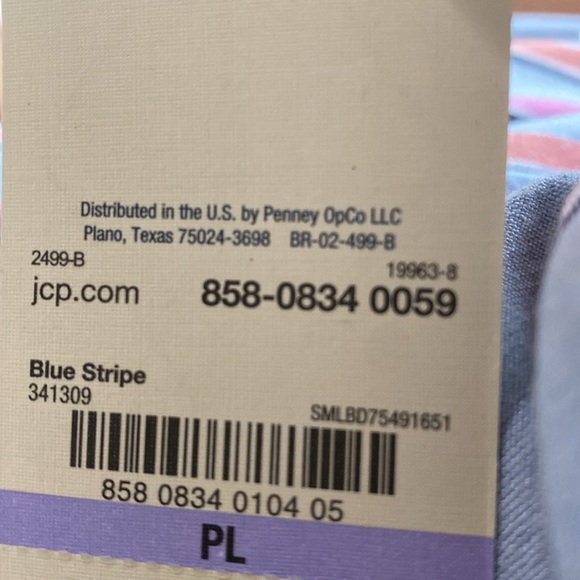 Distributed in the U.S. by Penney OpCo LLC
Plano, Texas 75024-3698 BR-02-499-B
2499-B 19963-8
jcp.com 858-0834 0059
Blue Stripe
341309 SMLBD75491651
858 0834 0104 05
PL